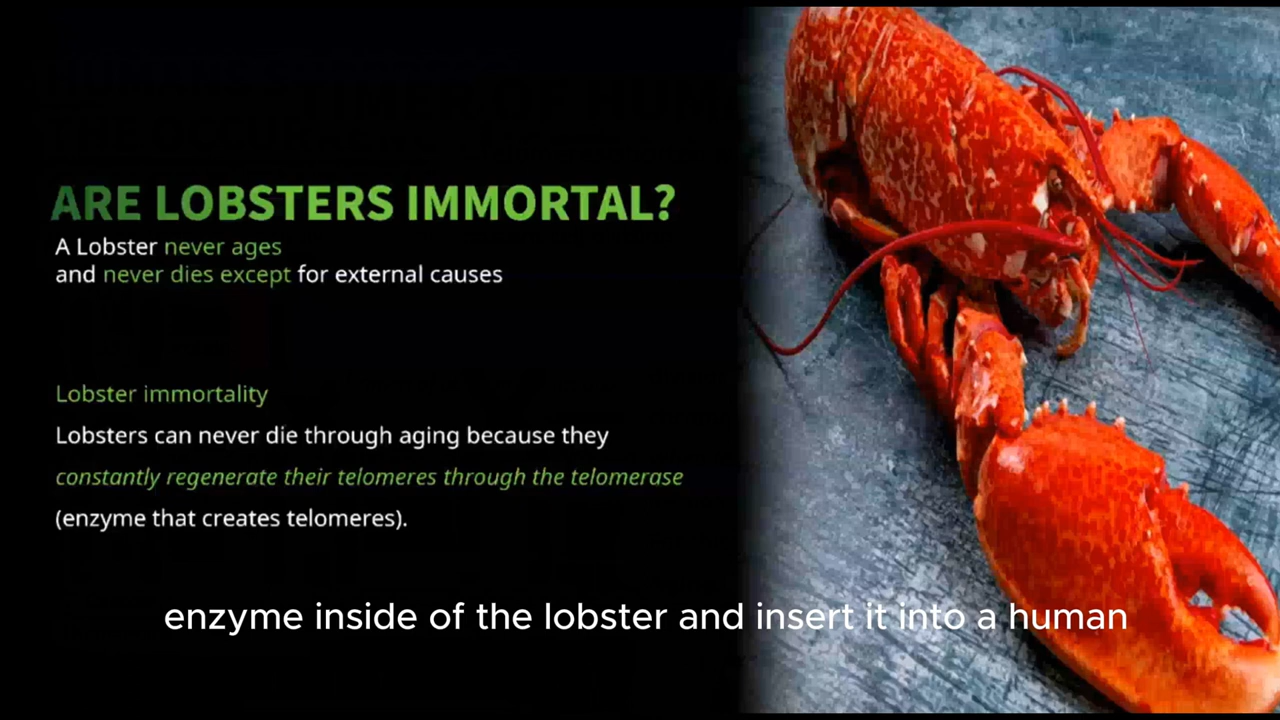 ARE LOBSTERS IMMORTAL?
A Lobster never ages
and never dies except for external causes
Lobster immortality
Lobsters can never die through aging because they
constantly regenerate their telomeres through the telomerase
(enzyme that creates telomeres).
enzyme inside of the lobster and insert it into a human